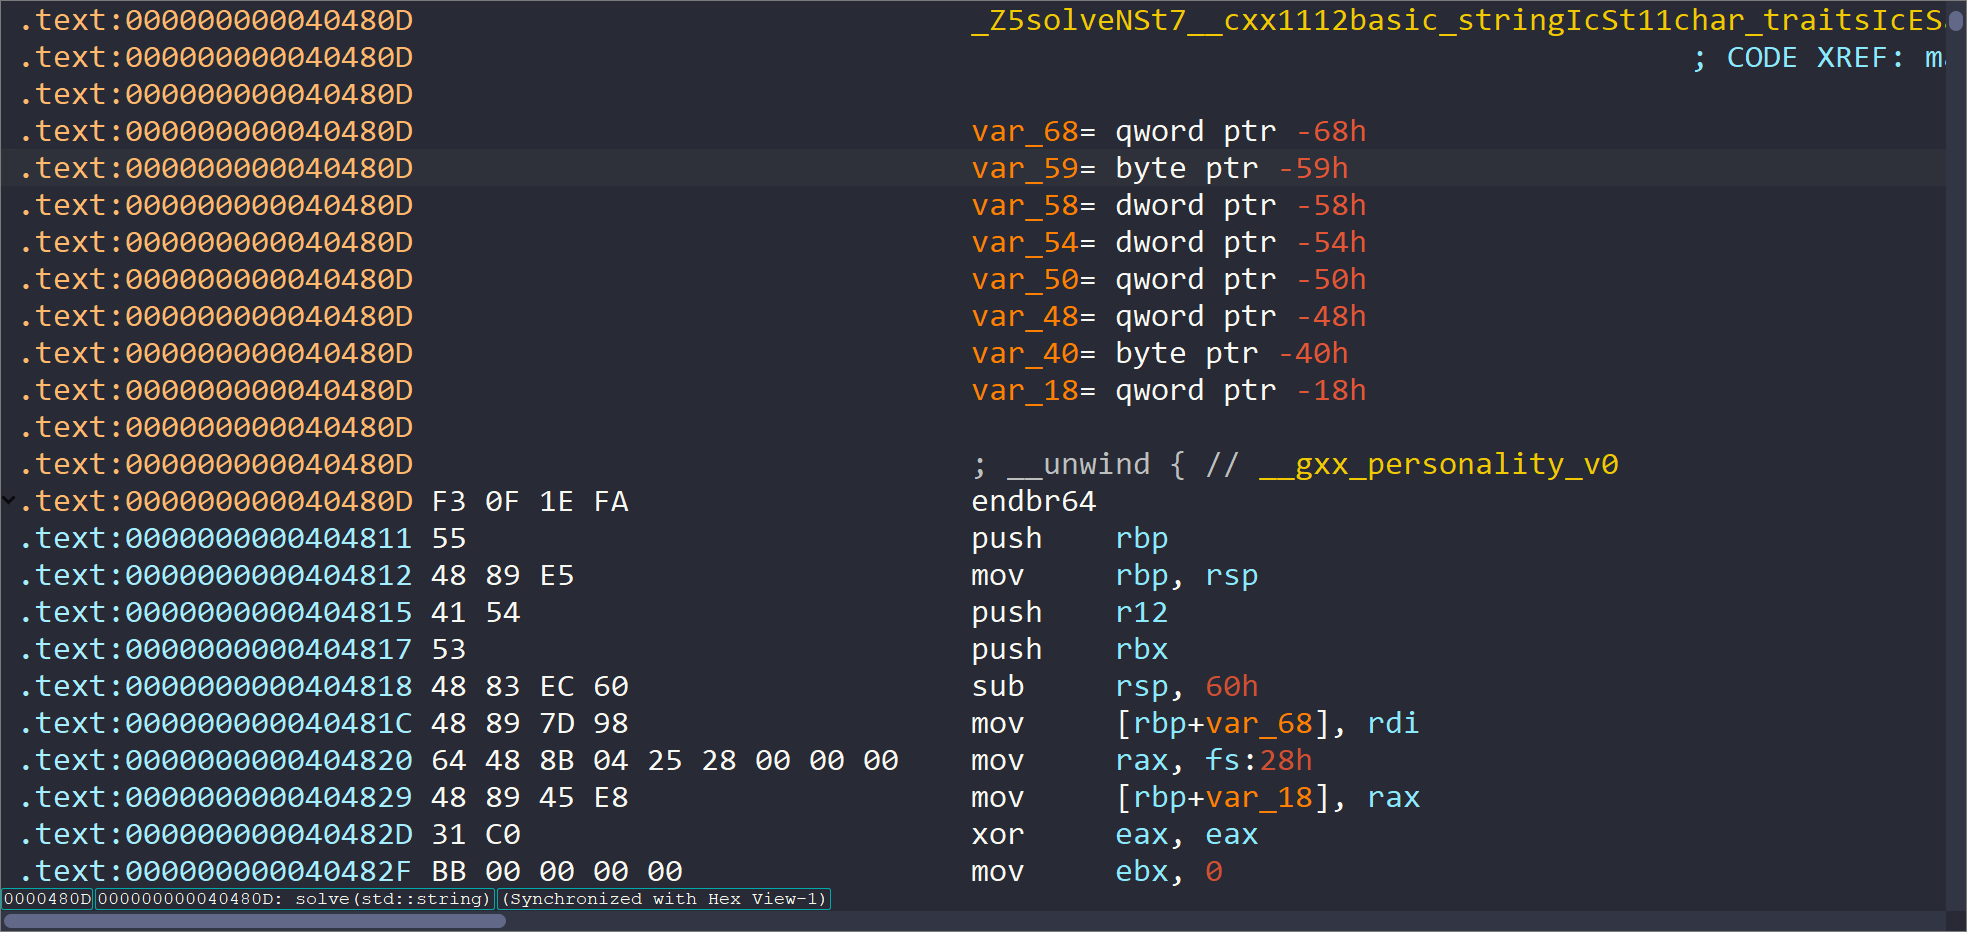 .text:000000000040480D _Z5solveNSt7__cxx1112basic_stringIcSt11char_traitsIcES
.text:000000000040480D ; CODE XREF: m
.text:000000000040480D
.text:000000000040480D var_68= qword ptr -68h
.text:000000000040480D var_59= byte ptr -59h
.text:000000000040480D var_58= dword ptr -58h
.text:000000000040480D var_54= dword ptr -54h
.text:000000000040480D var_50= qword ptr -50h
.text:000000000040480D var_48= qword ptr -48h
.text:000000000040480D var_40= byte ptr -40h
.text:000000000040480D var_18= qword ptr -18h
.text:000000000040480D
.text:000000000040480D ; __unwind { // __gxx_personality_v0
.text:000000000040480D F3 0F 1E FA endbr64
.text:0000000000404811 55 push rbp
.text:0000000000404812 48 89 E5 mov rbp, rsp
.text:0000000000404815 41 54 push r12
.text:0000000000404817 53 push rbx
.text:0000000000404818 48 83 EC 60 sub rsp, 60h
.text:000000000040481C 48 89 7D 98 mov [rbp+var_68], rdi
.text:0000000000404820 64 48 8B 04 25 28 00 00 00 mov rax, fs:28h
.text:0000000000404829 48 89 45 E8 mov [rbp+var_18], rax
.text:000000000040482D 31 C0 xor eax, eax
.text:000000000040482F BB 00 00 00 00 mov ebx, 0
0000480D 000000000040480D: solve(std::string) (Synchronized with Hex View-1)